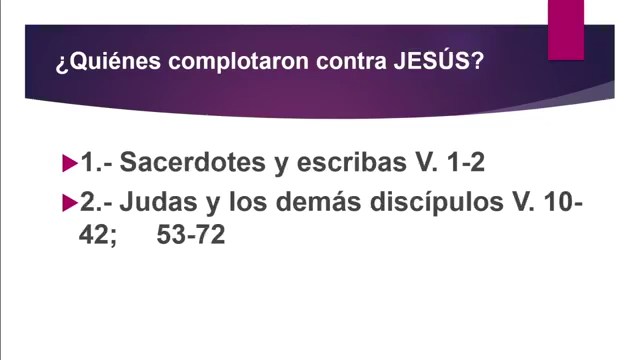 ¿Quiénes complotaron contra JESÚS?
1.- Sacerdotes y escribas V. 1-2
2.- Judas y los demás discípulos V. 10-
42; 53-72